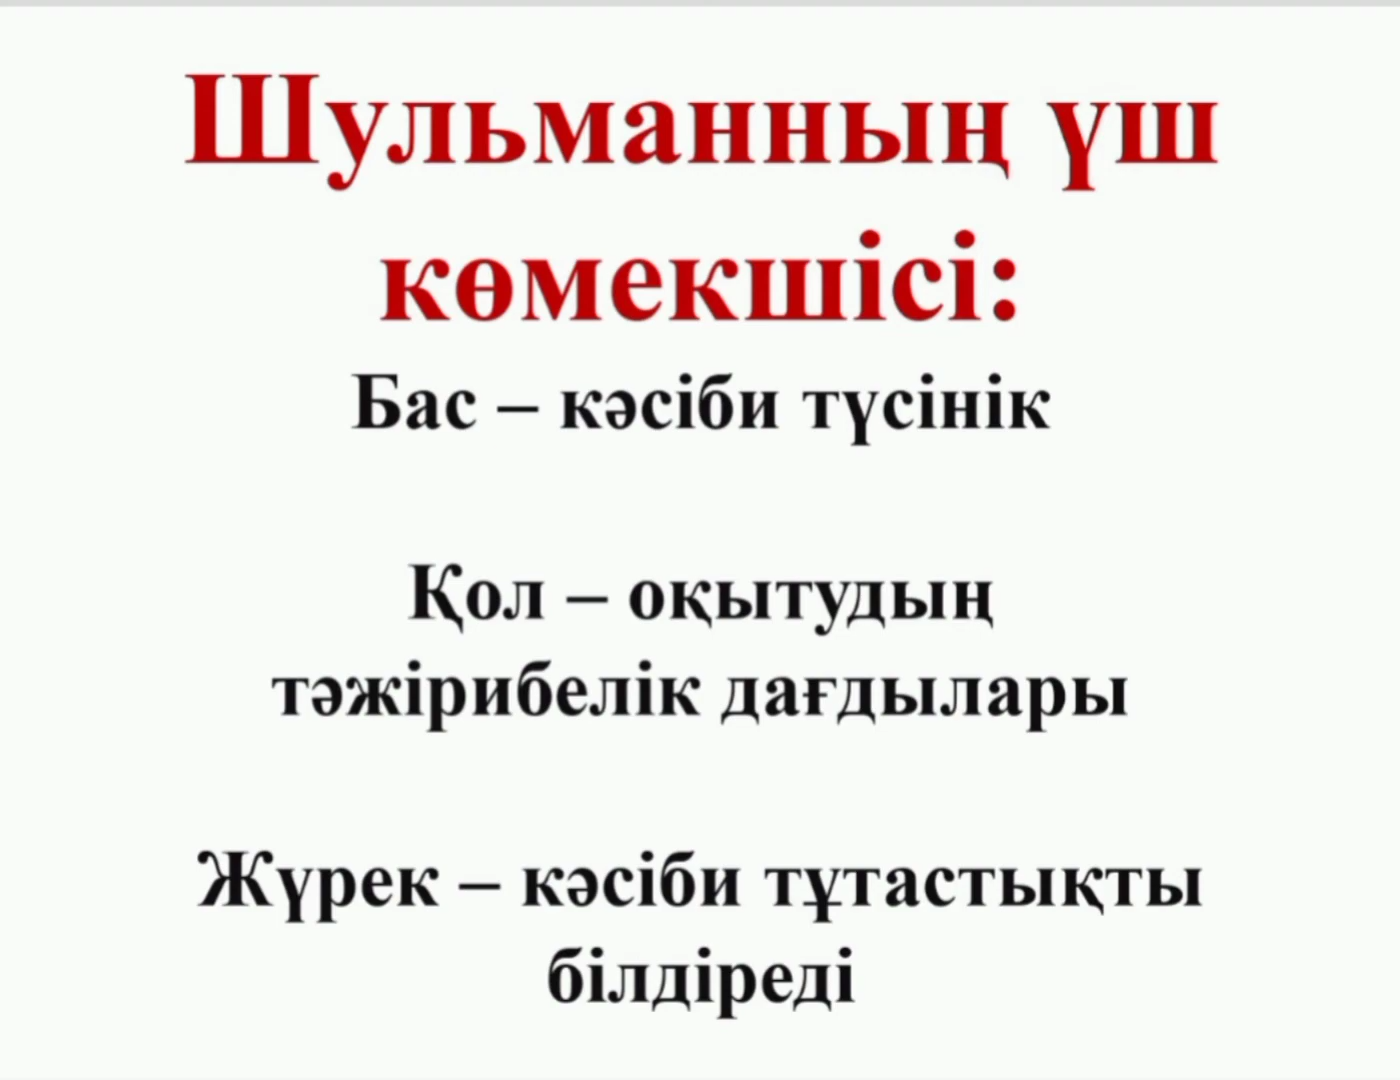 Шульманның үш
көмекшісі:
Бас – кәсіби түсінік
Қол – оқытудың
тәжірибелік дағдылары
Жүрек – кәсіби тұтастықты
білдіреді